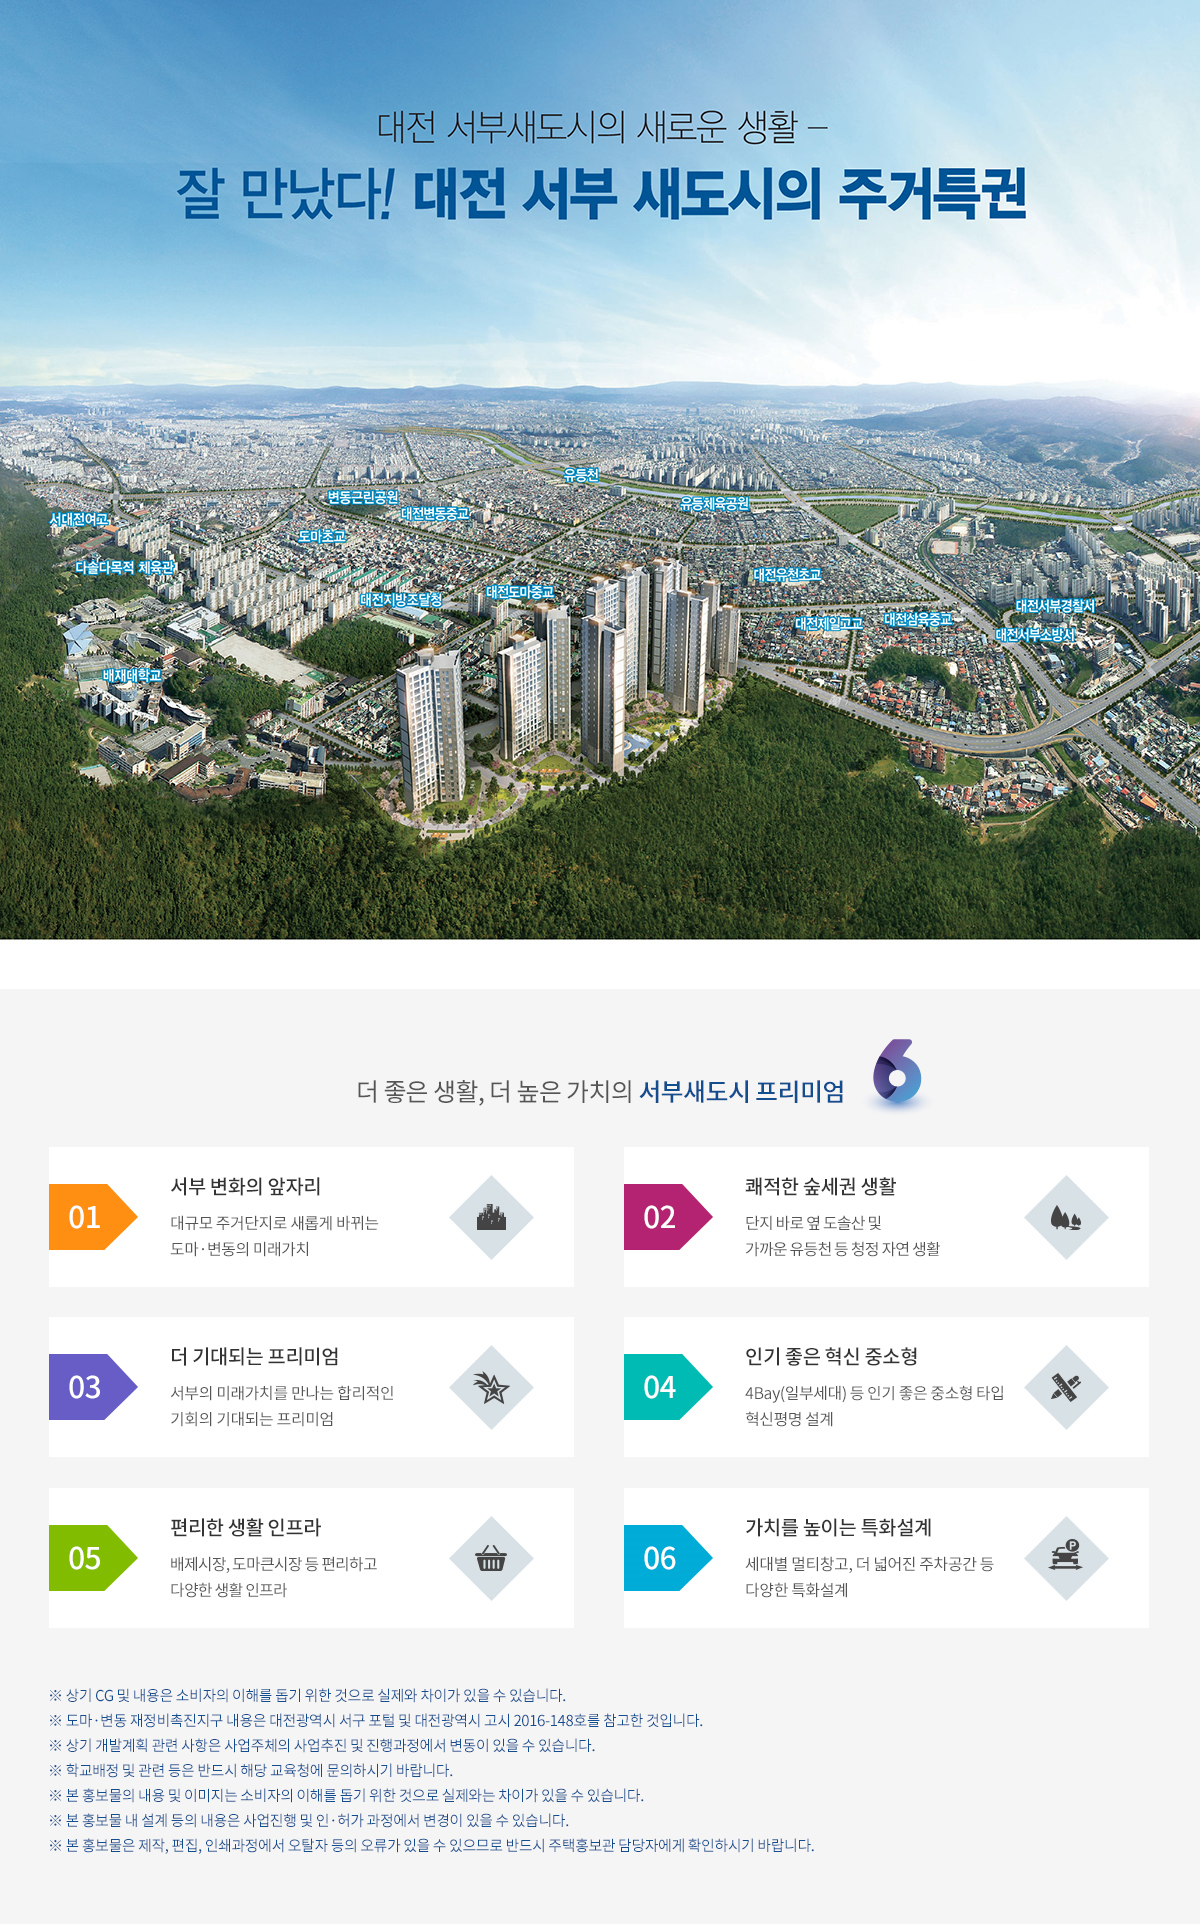 대전 서부새도시의 새로운 생활 –
잘 만났다! 대전 서부 새도시의 주거특권
유등천
변동근린공원
대전변동중교
유등체육공원
서대전여고
도마초교
다솔다목적 체육관
대전유천초교
대전지방조달청
대전도마중교
대전서부경찰서
대전제일고교
대전삼육중교
대전서부소방서
배재대학교
더 좋은 생활, 더 높은 가치의 서부새도시 프리미엄 6
01
서부 변화의 앞자리
대규모 주거단지로 새롭게 바뀌는
도마·변동의 미래가치
02
쾌적한 숲세권 생활
단지 바로 옆 도솔산 및
가까운 유등천 등 청정 자연 생활
03
더 기대되는 프리미엄
서부의 미래가치를 만나는 합리적인
기회의 기대되는 프리미엄
04
인기 좋은 혁신 중소형
4Bay(일부세대) 등 인기 좋은 중소형 타입
혁신평명 설계
05
편리한 생활 인프라
배제시장, 도마큰시장 등 편리하고
다양한 생활 인프라
06
가치를 높이는 특화설계
세대별 멀티창고, 더 넓어진 주차공간 등
다양한 특화설계
P
※ 상기 CG 및 내용은 소비자의 이해를 돕기 위한 것으로 실제와 차이가 있을 수 있습니다.
※ 도마·변동 재정비촉진지구 내용은 대전광역시 서구 포털 및 대전광역시 고시 2016-148호를 참고한 것입니다.
※ 상기 개발계획 관련 사항은 사업주체의 사업추진 및 진행과정에서 변동이 있을 수 있습니다.
※ 학교배정 및 관련 등은 반드시 해당 교육청에 문의하시기 바랍니다.
※ 본 홍보물의 내용 및 이미지는 소비자의 이해를 돕기 위한 것으로 실제와는 차이가 있을 수 있습니다.
※ 본 홍보물 내 설계 등의 내용은 사업진행 및 인·허가 과정에서 변경이 있을 수 있습니다.
※ 본 홍보물은 제작, 편집, 인쇄과정에서 오탈자 등의 오류가 있을 수 있으므로 반드시 주택홍보관 담당자에게 확인하시기 바랍니다.